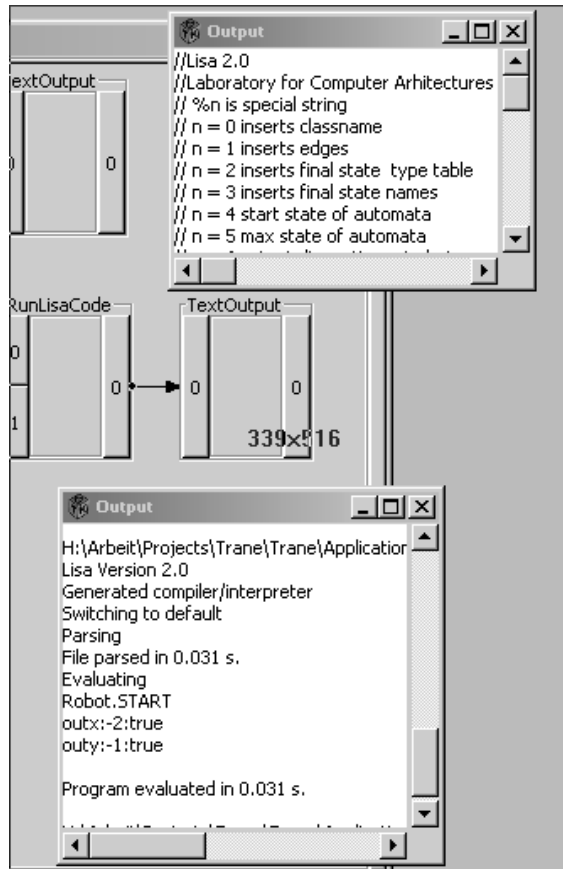 Output
//Lisa 2.0
//Laboratory for Computer Arhitectures
// %n is special string
// n = 0 inserts classname
// n = 1 inserts edges
// n = 2 inserts final state type table
// n = 3 inserts final state names
// n = 4 start state of automata
// n = 5 max state of automata
extOutput
0
RunLisaCode
0
1
0
TextOutput
0
0
339x516
Output
H:\Arbeit\Projects\Trane\Trane\Application
Lisa Version 2.0
Generated compiler/interpreter
Switching to default
Parsing
File parsed in 0.031 s.
Evaluating
Robot.START
outx:-2:true
outy:-1:true
Program evaluated in 0.031 s.